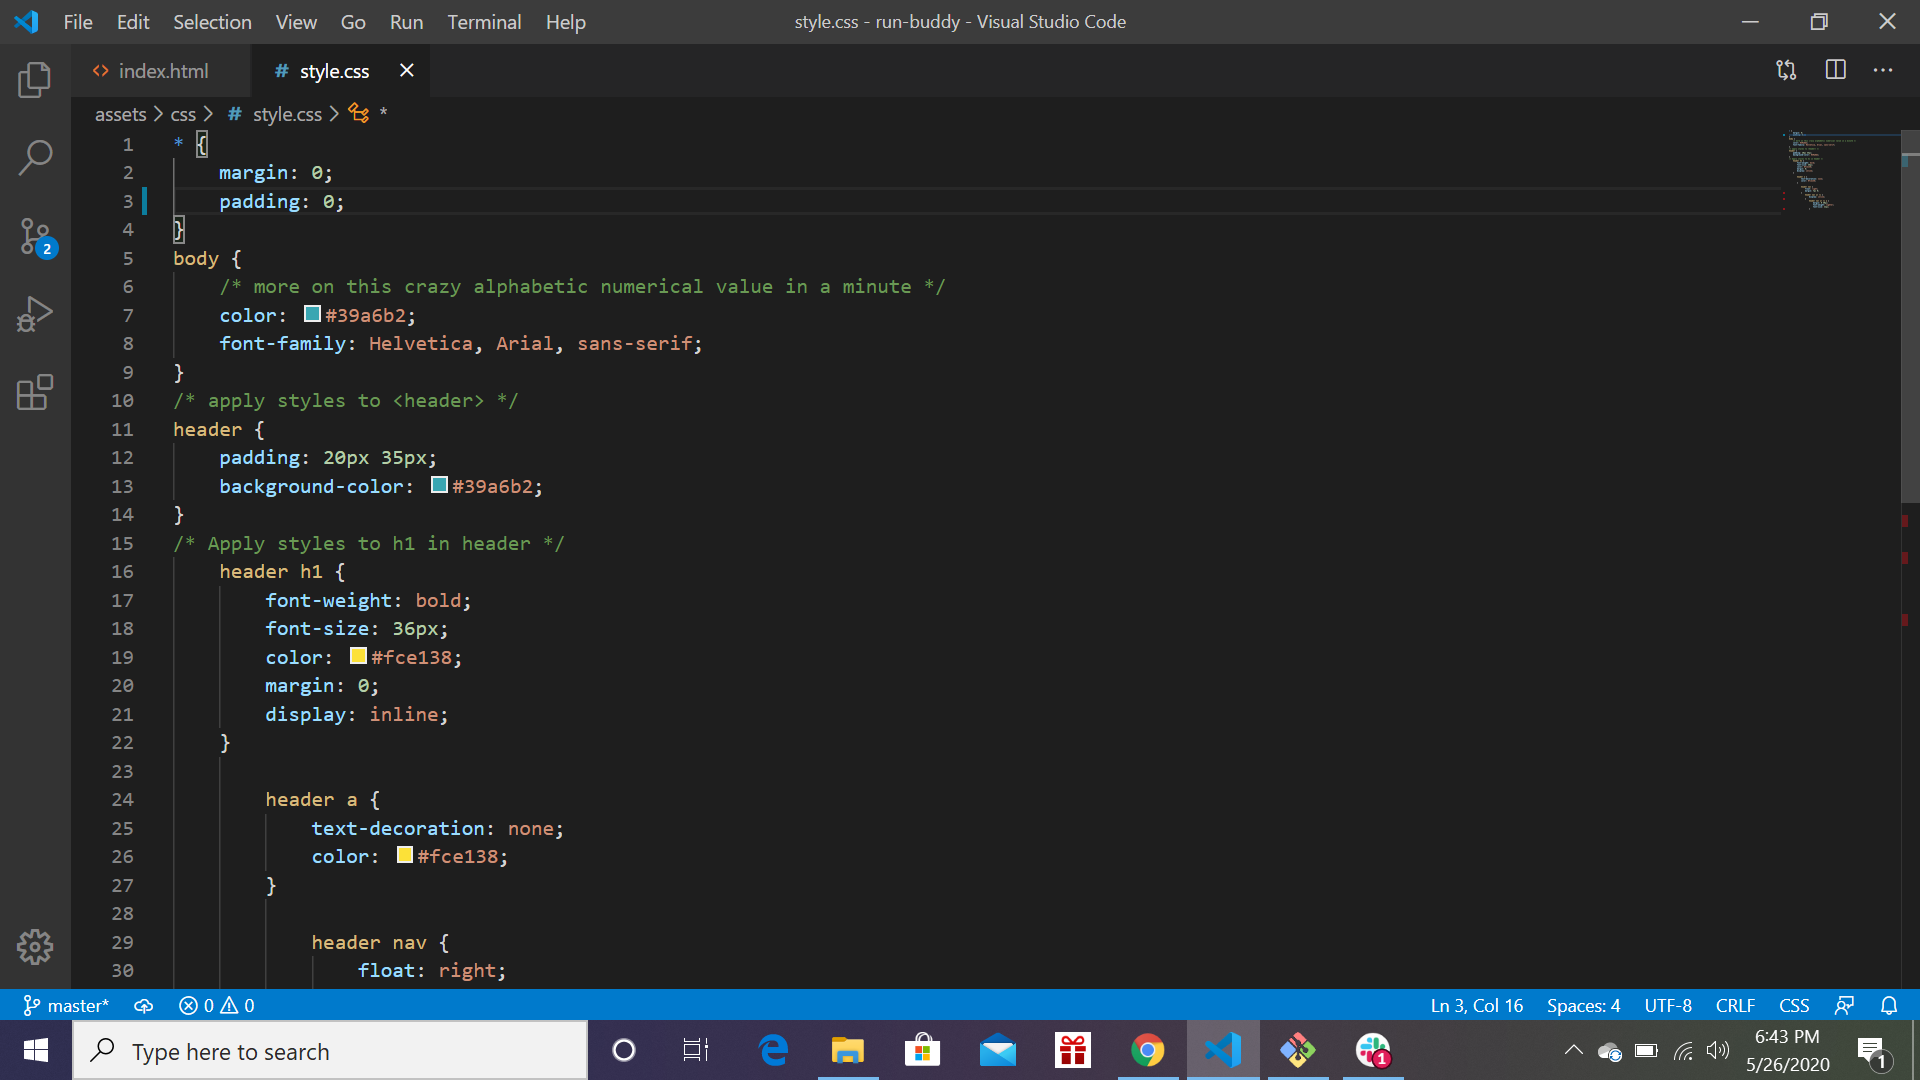 File Edit Selection View Go Run Terminal Help style.css - run-buddy - Visual Studio Code
index.html # style.css
assets > css > # style.css > *
1 * {
2 margin: 0;
3 padding: 0;
4 }
5 body {
6 /* more on this crazy alphabetic numerical value in a minute */
7 color: #39a6b2;
8 font-family: Helvetica, Arial, sans-serif;
9 }
10 /* apply styles to <header> */
11 header {
12 padding: 20px 35px;
13 background-color: #39a6b2;
14 }
15 /* Apply styles to h1 in header */
16 header h1 {
17 font-weight: bold;
18 font-size: 36px;
19 color: #fce138;
20 margin: 0;
21 display: inline;
22 }
23
24 header a {
25 text-decoration: none;
26 color: #fce138;
27 }
28
29 header nav {
30 float: right;
2
master* 0 0 Ln 3, Col 16 Spaces: 4 UTF-8 CRLF CSS
Type here to search 1 6:43 PM
5/26/2020 1